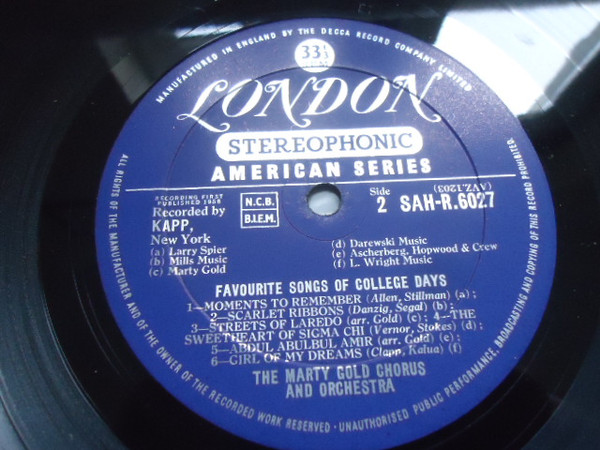 MANUFACTURED IN ENGLAND BY THE DECCA RECORD COMPANY LIMITED
33⅓
LONDON
STEREOPHONIC
AMERICAN SERIES
RECORDING FIRST
PUBLISHED 1959
Recorded by
KAPP,
New York
(a) Larry Spier
(b) Mills Music
(c) Marty Gold
N.C.B.
B.I.E.M.
(AVZ.1203)
Side
2 SAH-R.6027
(d) Darewski Music
(e) Ascherberg, Hopwood & Crew
(f) L. Wright Music
FAVOURITE SONGS OF COLLEGE DAYS
1—MOMENTS TO REMEMBER (Allen, Stillman) (a);
2—SCARLET RIBBONS (Danzig, Segal) (b);
3—STREETS OF LAREDO (arr. Gold) (c); 4—THE
SWEETHEART OF SIGMA CHI (Vernor, Stokes) (d);
5—ABDUL ABULBUL AMIR (arr. Gold) (c);
6—GIRL OF MY DREAMS (Clapp, Kalua) (f)
THE MARTY GOLD CHORUS
AND ORCHESTRA
ALL RIGHTS OF THE MANUFACTURER AND OF THE OWNER OF THE RECORDED WORK RESERVED · UNAUTHORISED PUBLIC PERFORMANCE, BROADCASTING AND COPYING OF THIS RECORD PROHIBITED.